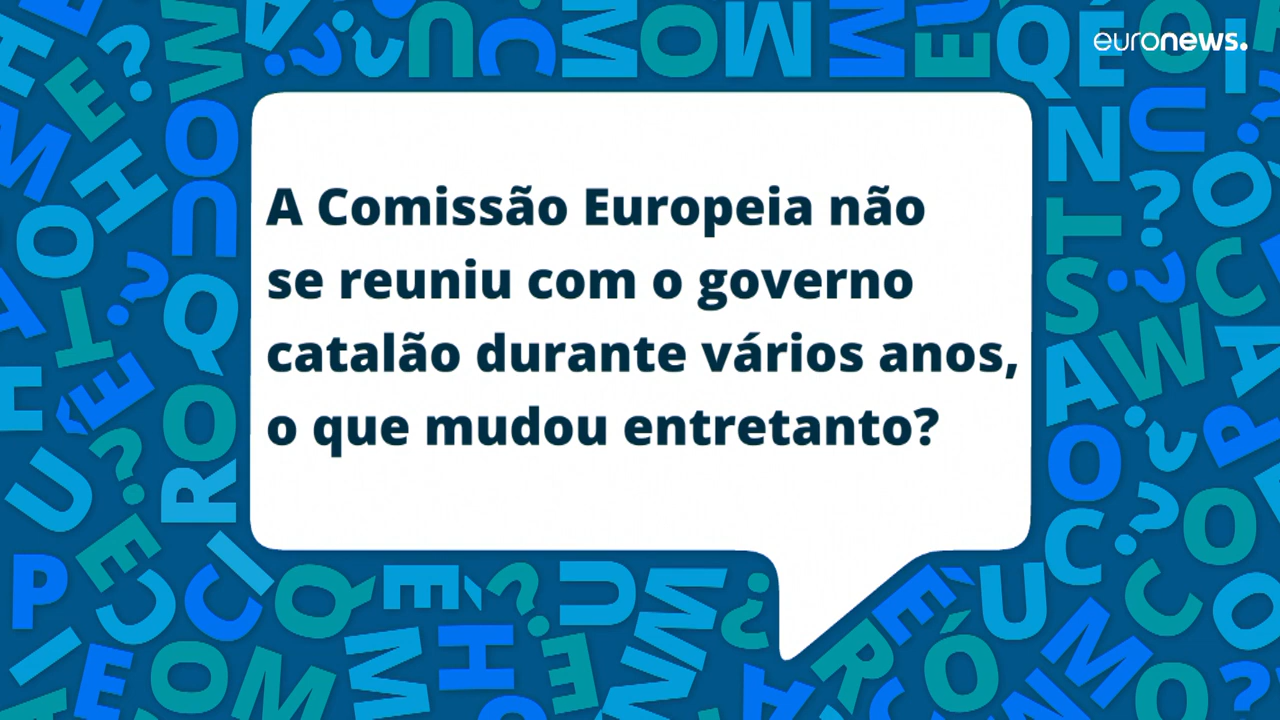 euronews.
A Comissão Europeia não
se reuniu com o governo
catalão durante vários anos,
o que mudou entretanto?